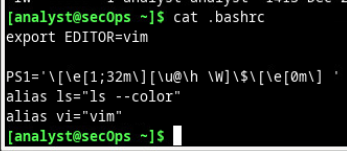 [analyst@secOps ~]$ cat .bashrc
export EDITOR=vim
PS1='\[\e[1;32m\][\u@\h \W]\$\[\e[0m\] '
alias ls="ls --color"
alias vi="vim"
[analyst@secOps ~]$